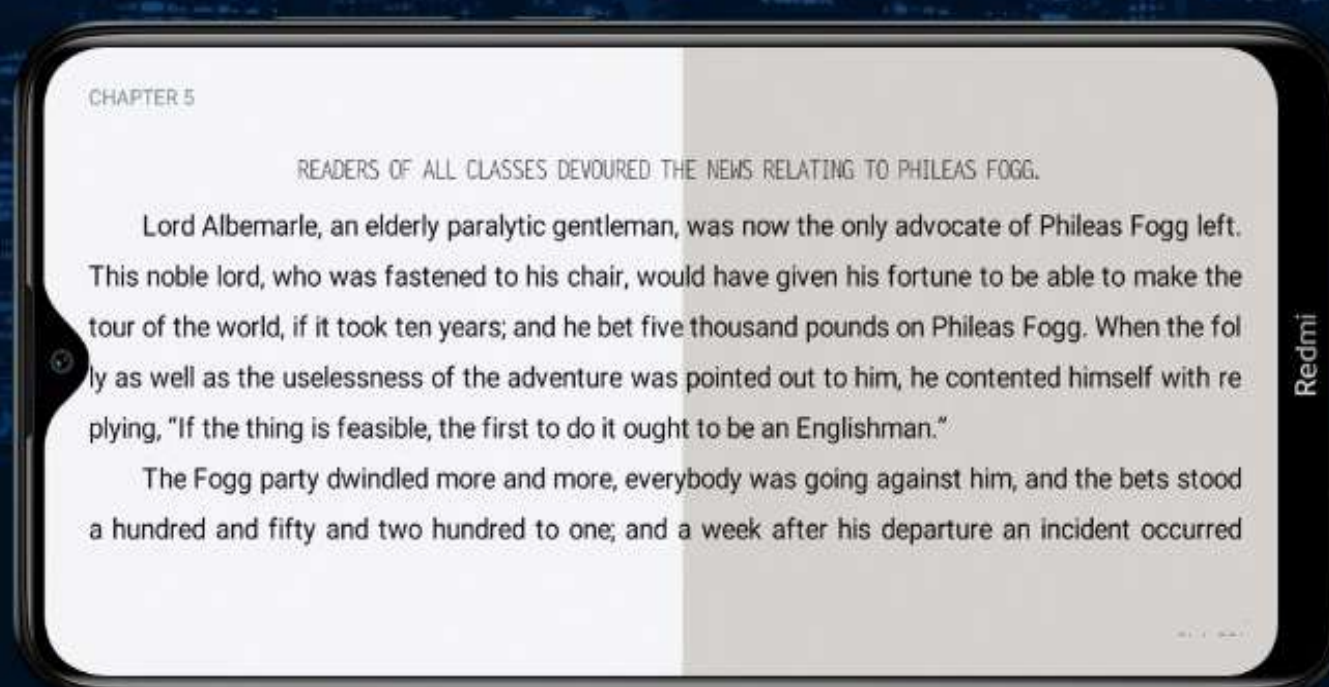 CHAPTER 5
READERS OF ALL CLASSES DEVOURED THE NEWS RELATING TO PHILEAS FOGG.
Lord Albemarle, an elderly paralytic gentleman, was now the only advocate of Phileas Fogg left.
This noble lord, who was fastened to his chair, would have given his fortune to be able to make the
tour of the world, if it took ten years; and he bet five thousand pounds on Phileas Fogg. When the fol
ly as well as the uselessness of the adventure was pointed out to him, he contented himself with re
plying, “If the thing is feasible, the first to do it ought to be an Englishman.”
The Fogg party dwindled more and more, everybody was going against him, and the bets stood
a hundred and fifty and two hundred to one; and a week after his departure an incident occurred
Redmi